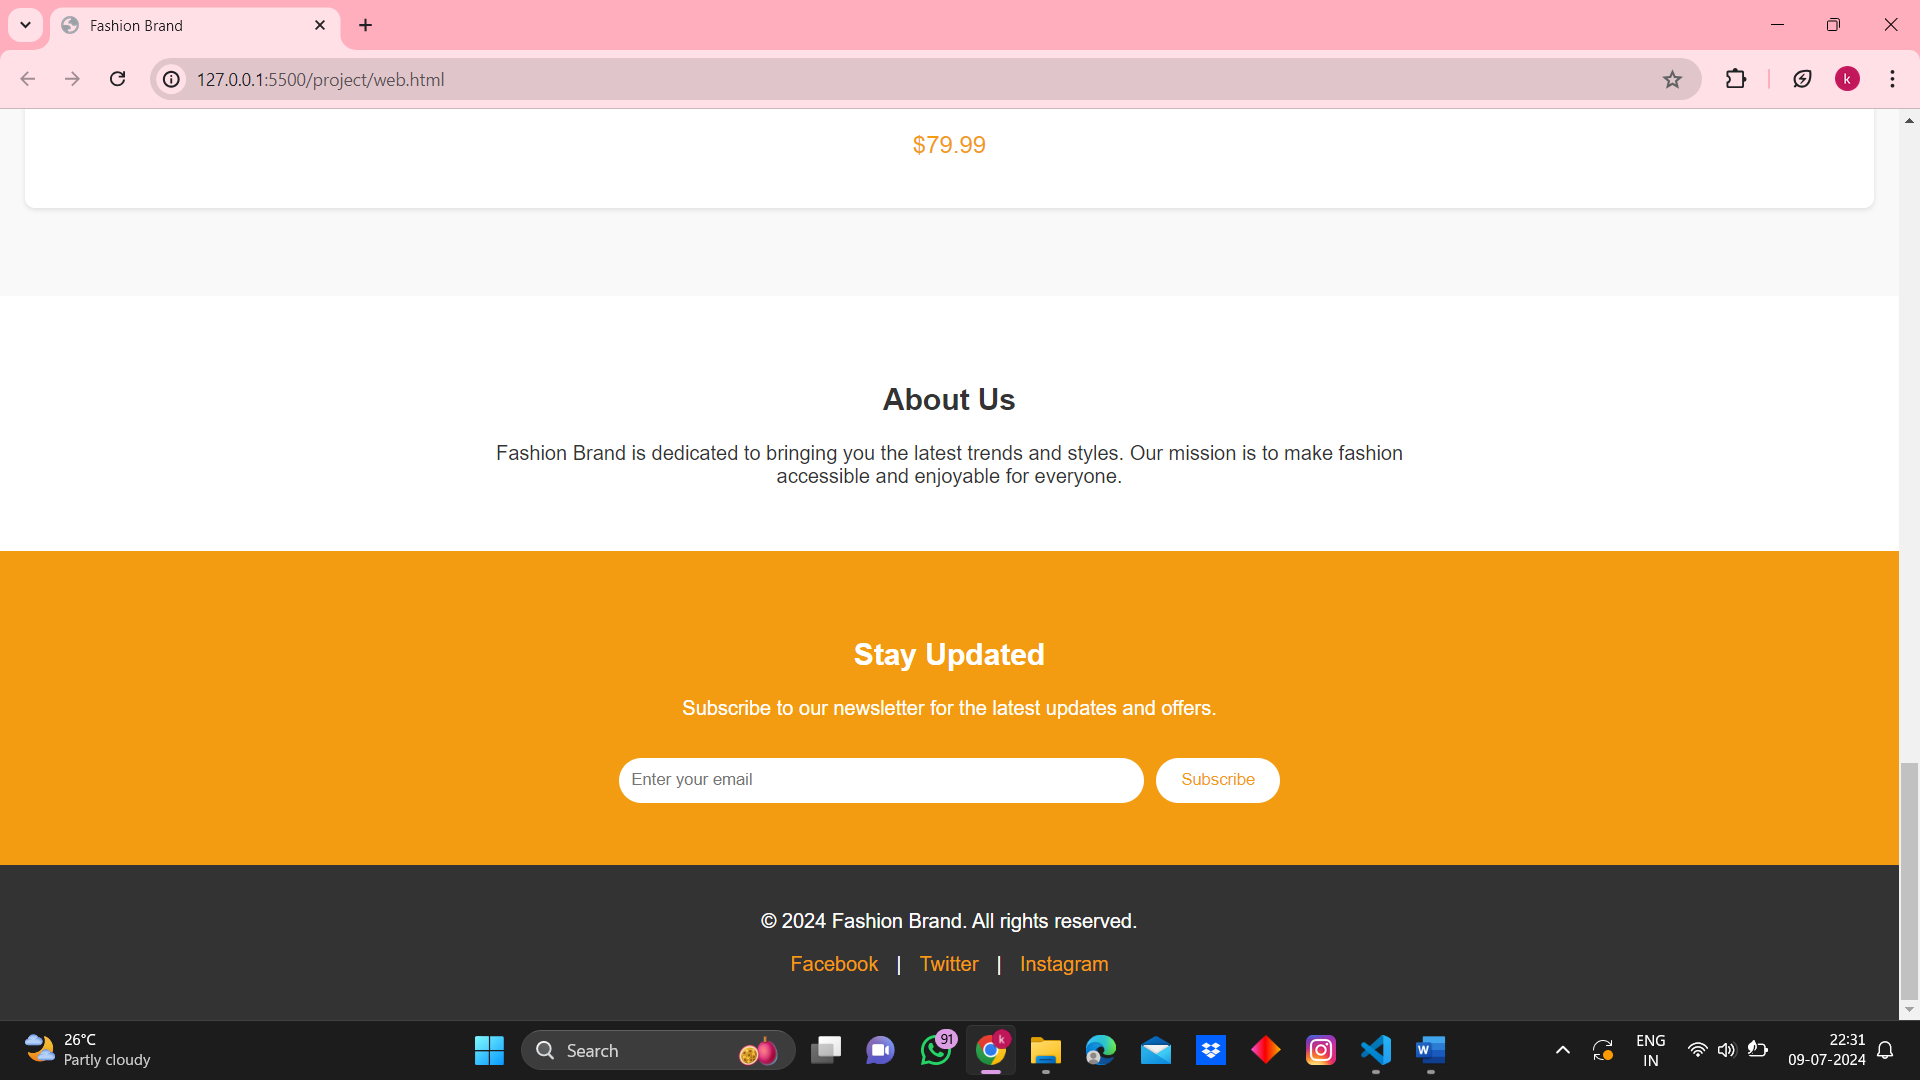 Fashion Brand
127.0.0.1:5500/project/web.html
k
$79.99
About Us
Fashion Brand is dedicated to bringing you the latest trends and styles. Our mission is to make fashion
accessible and enjoyable for everyone.
Stay Updated
Subscribe to our newsletter for the latest updates and offers.
Enter your email
Subscribe
© 2024 Fashion Brand. All rights reserved.
Facebook | Twitter | Instagram
26°C
Partly cloudy
Search
91
k
W
ENG
IN
22:31
09-07-2024